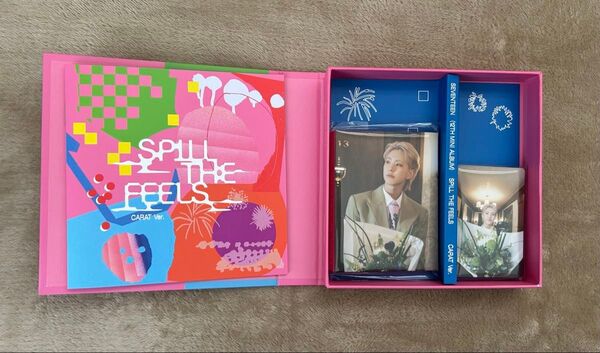 SPILL
THE
FEELS
CARAT Ver.
SEVENTEEN (12TH MINI ALBUM) SPILL THE FEELS CARAT Ver.